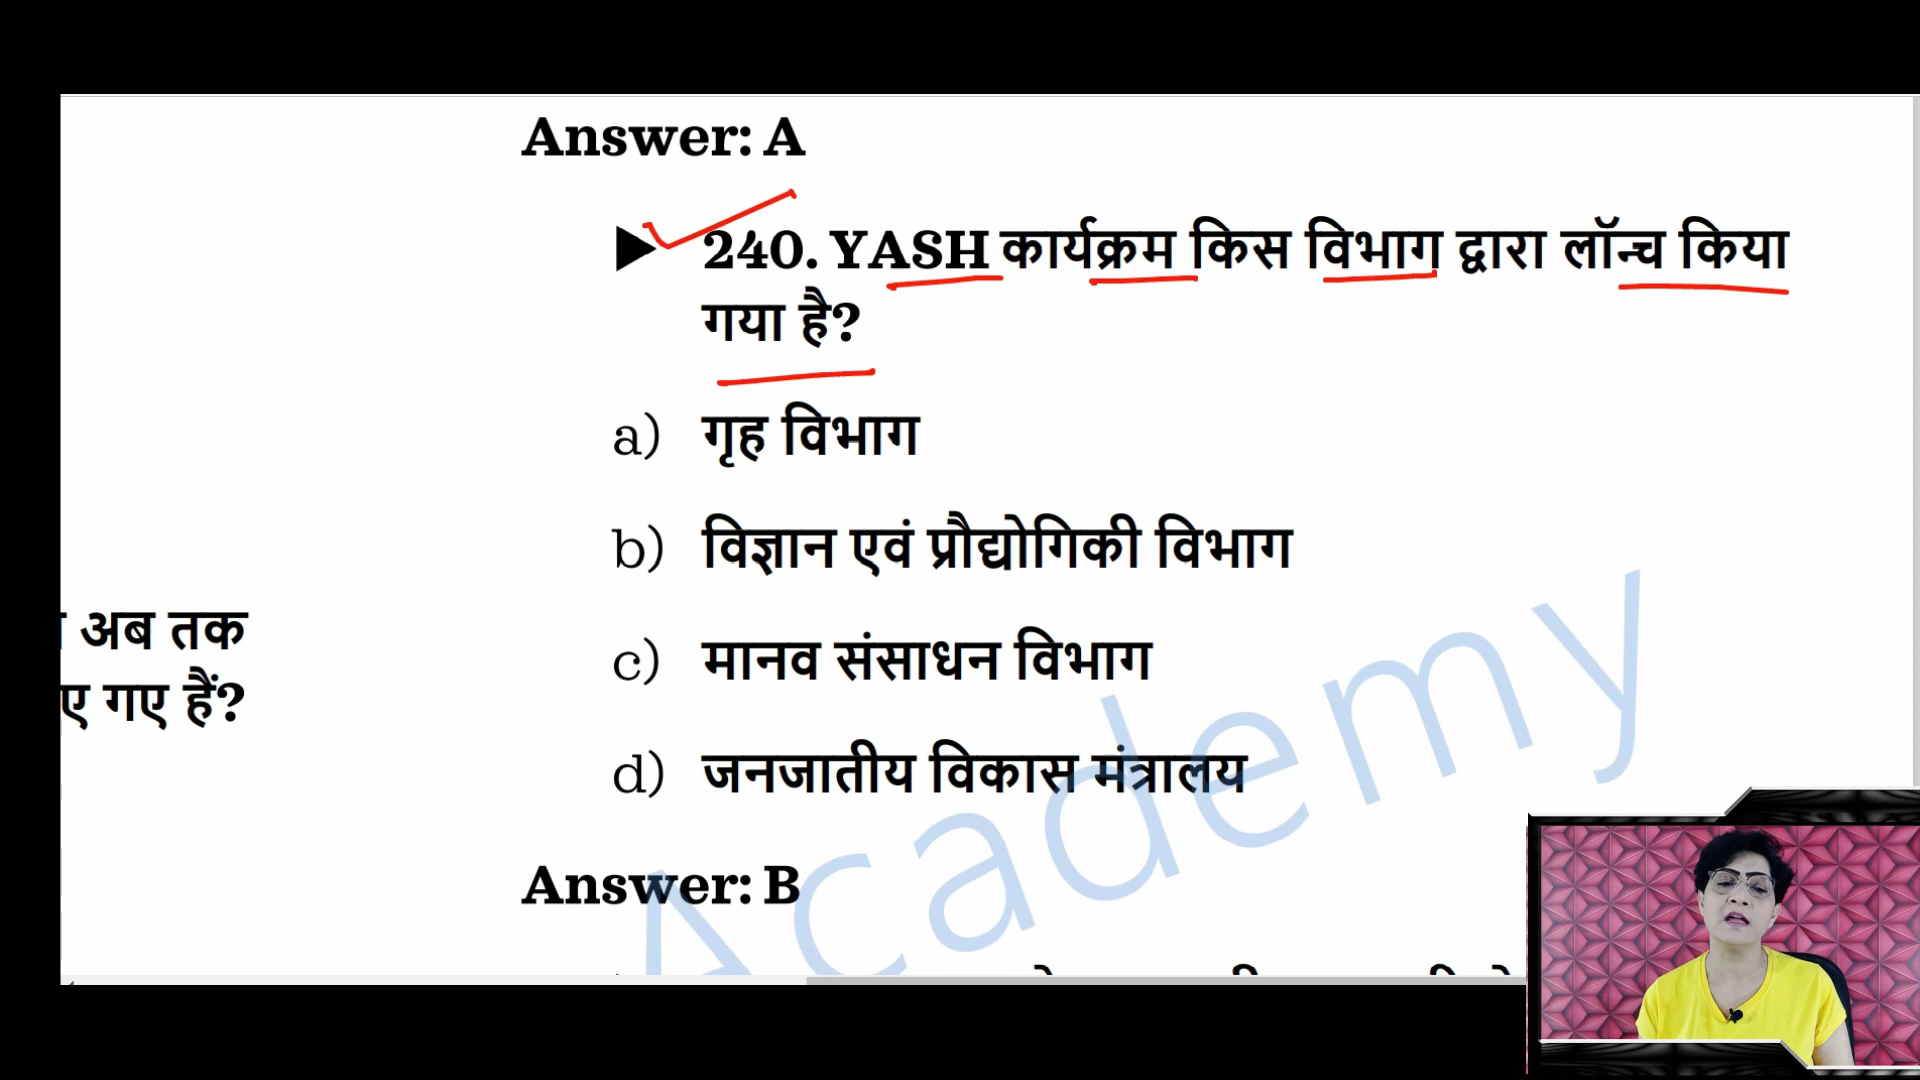 Answer: A
240. YASH कार्यक्रम किस विभाग द्वारा लॉन्च किया
गया है?
a) गृह विभाग
b) विज्ञान एवं प्रौद्योगिकी विभाग
अब तक
c) मानव संसाधन विभाग
ए गए हैं?
d) जनजातीय विकास मंत्रालय
Answer: B
Academy